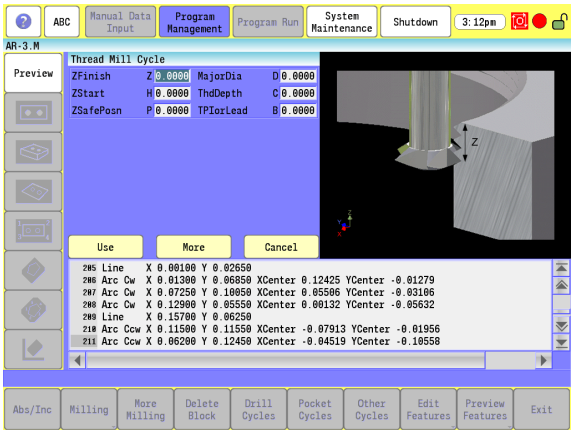 ? ABC Manual Data Input Program Management Program Run System Maintenance Shutdown 3:12pm
AR-3.M
Preview
Thread Mill Cycle
ZFinish Z 0.0000 MajorDia D 0.0000
ZStart H 0.0000 ThdDepth C 0.0000
ZSafePosn P 0.0000 TPIorLead B 0.0000
Z
Use More Cancel
205 Line X 0.00100 Y 0.02650
206 Arc Cw X 0.01300 Y 0.06850 XCenter 0.12425 YCenter -0.01279
207 Arc Cw X 0.07250 Y 0.10050 XCenter 0.05506 YCenter -0.03106
208 Arc Cw X 0.12900 Y 0.05550 XCenter 0.00132 YCenter -0.05632
209 Line X 0.15700 Y 0.06250
210 Arc Ccw X 0.11500 Y 0.11550 XCenter -0.07913 YCenter -0.01956
211 Arc Ccw X 0.06200 Y 0.12450 XCenter -0.04519 YCenter -0.10558
Abs/Inc Milling More Milling Delete Block Drill Cycles Pocket Cycles Other Cycles Edit Features Preview Features Exit